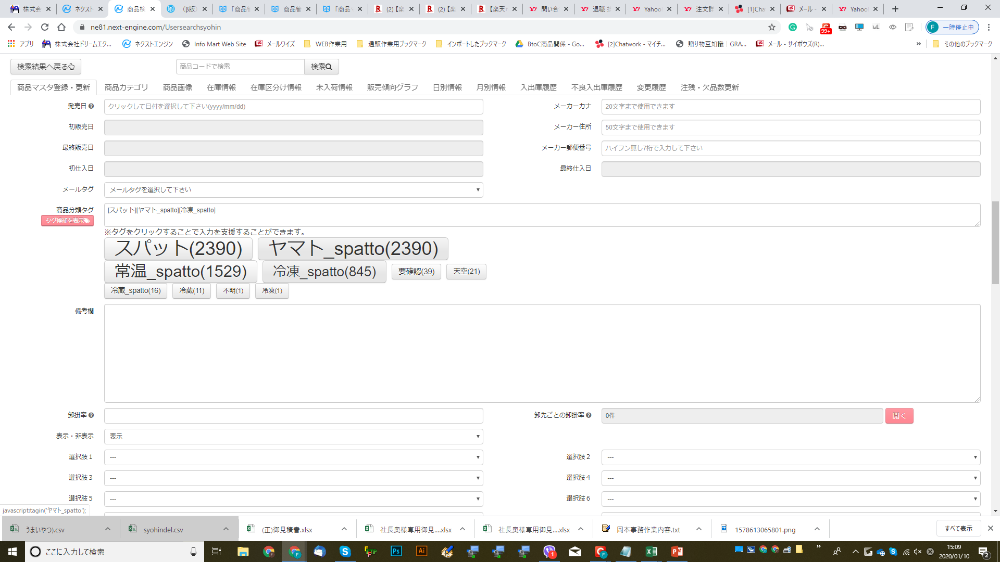 株式会 ネクスト 商品検 (β版) 「商品管 商品管 「商品マ (2)【楽 (2)【楽 【楽天市 問い合 退職 挨 Yahoo! 注文詳 [1]Cha メール - Yahoo!
ne81.next-engine.com/Usersearchsyohin
99+ F 一時停止中
アプリ 株式会社ドリームエク... ネクストエンジン Info Mart Web Site メールワイズ WEB作業用 通販作業用ブックマーク インポートしたブックマーク BtoC商品関係 - Go... [2]Chatwork - マイチ... 贈り物豆知識｜GRA... メール - サイボウズ(R)... » その他のブックマーク
検索結果へ戻る 商品コードで検索 検索
商品マスタ登録・更新 商品カテゴリ 商品画像 在庫情報 在庫区分け情報 未入荷情報 販売傾向グラフ 日別情報 月別情報 入出庫履歴 不良入出庫履歴 変更履歴 注残・欠品数更新
発売日 クリックして日付を選択して下さい(yyyy/mm/dd) メーカーカナ 20文字まで使用できます
初販売日 メーカー住所 50文字まで使用できます
最終販売日 メーカー郵便番号 ハイフン無し7桁で入力して下さい
初仕入日 最終仕入日
メールタグ メールタグを選択して下さい
商品分類タグ [スパット][ヤマト_spatto][冷凍_spatto]
タグ候補を表示
※タグをクリックすることで入力を支援することができます。
スパット(2390) ヤマト_spatto(2390)
常温_spatto(1529) 冷凍_spatto(845) 要確認(39) 天空(21)
冷蔵_spatto(16) 冷蔵(11) 不明(1) 冷凍(1)
備考欄
卸掛率 卸先ごとの卸掛率 0件 開く
表示・非表示 表示
選択肢1 --- 選択肢2 ---
選択肢3 --- 選択肢4 ---
選択肢5 --- 選択肢6 ---
javascript:tagin('ヤマト_spatto');
うまいやつ).csv syohindel.csv (正)御見積書.xlsx 社長奥様専用御見....xlsx 社長奥様専用御見....xlsx 岡本事務作業内容.txt 1578613065801.png すべて表示
ここに入力して検索
15:09
2020/01/10